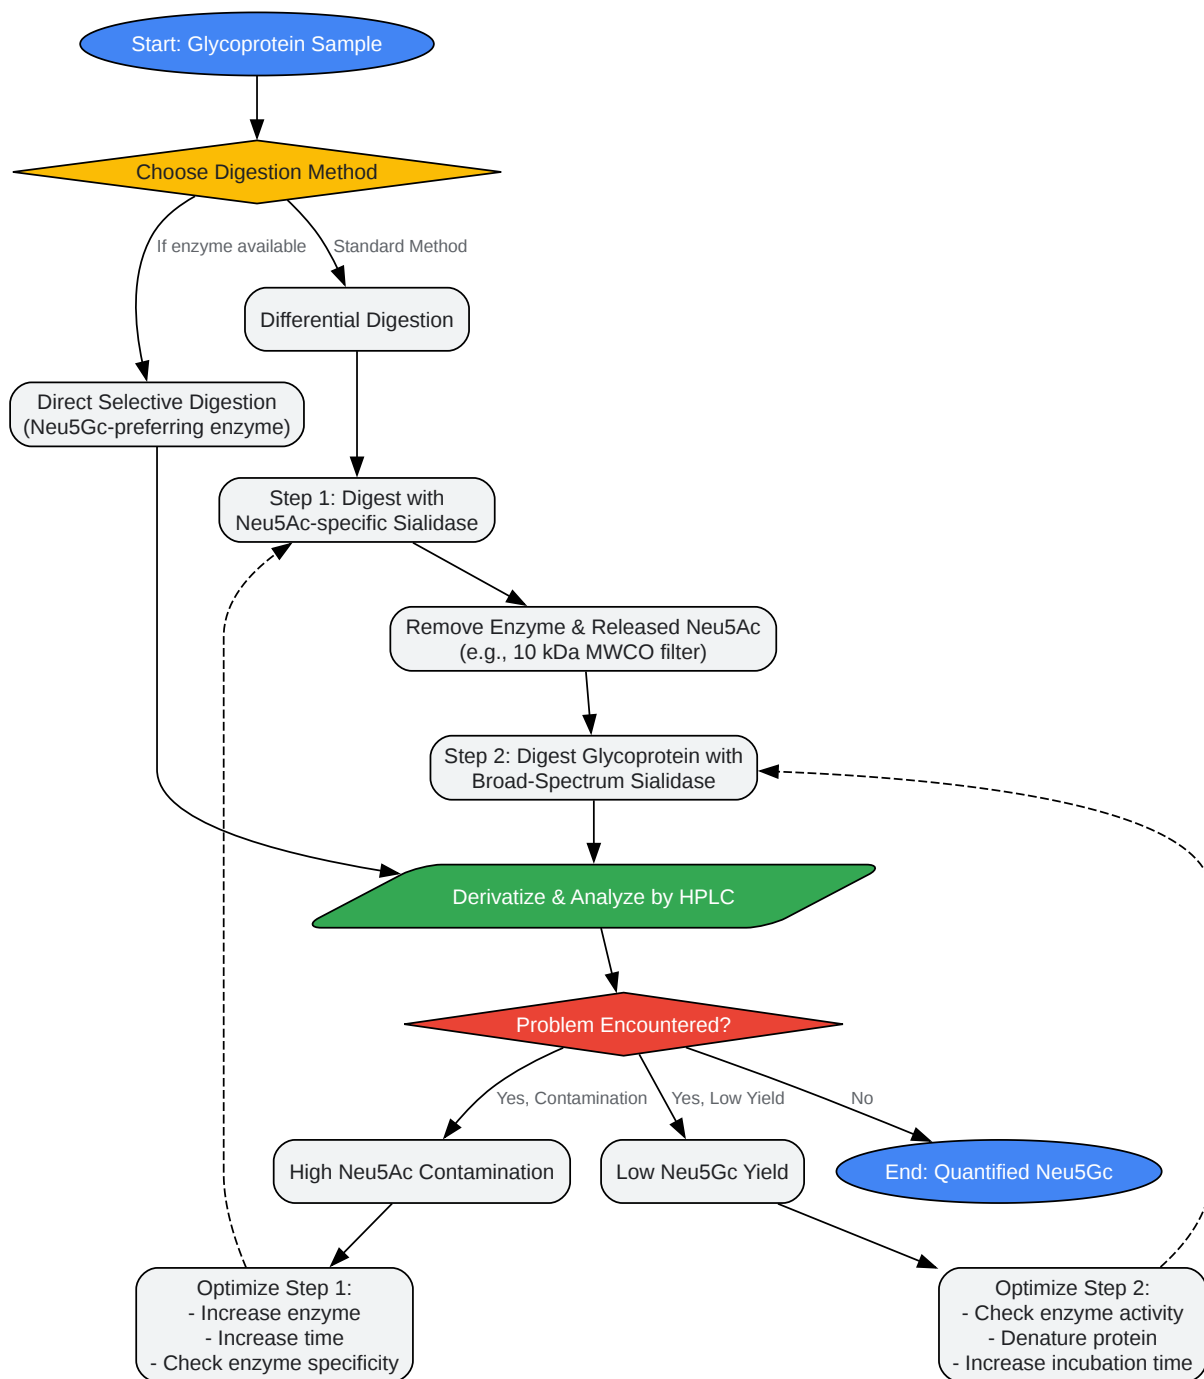 Start: Glycoprotein Sample
Choose Digestion Method
If enzyme available
Standard Method
Differential Digestion
Direct Selective Digestion
(Neu5Gc-preferring enzyme)
Step 1: Digest with
Neu5Ac-specific Sialidase
Remove Enzyme & Released Neu5Ac
(e.g., 10 kDa MWCO filter)
Step 2: Digest Glycoprotein with
Broad-Spectrum Sialidase
Derivatize & Analyze by HPLC
Problem Encountered?
Yes, Contamination
Yes, Low Yield
No
High Neu5Ac Contamination
Low Neu5Gc Yield
End: Quantified Neu5Gc
Optimize Step 1:
- Increase enzyme
- Increase time
- Check enzyme specificity
Optimize Step 2:
- Check enzyme activity
- Denature protein
- Increase incubation time